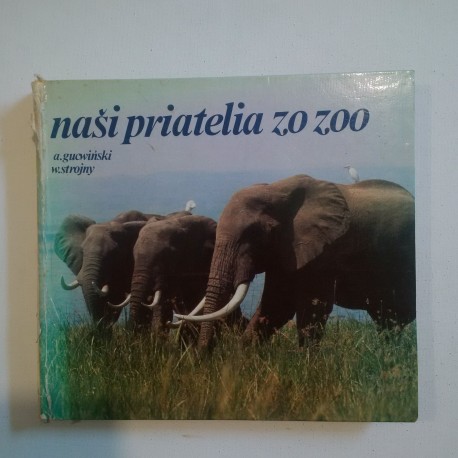 naši priatelia zo zoo
a.gucwiński
w.strojny